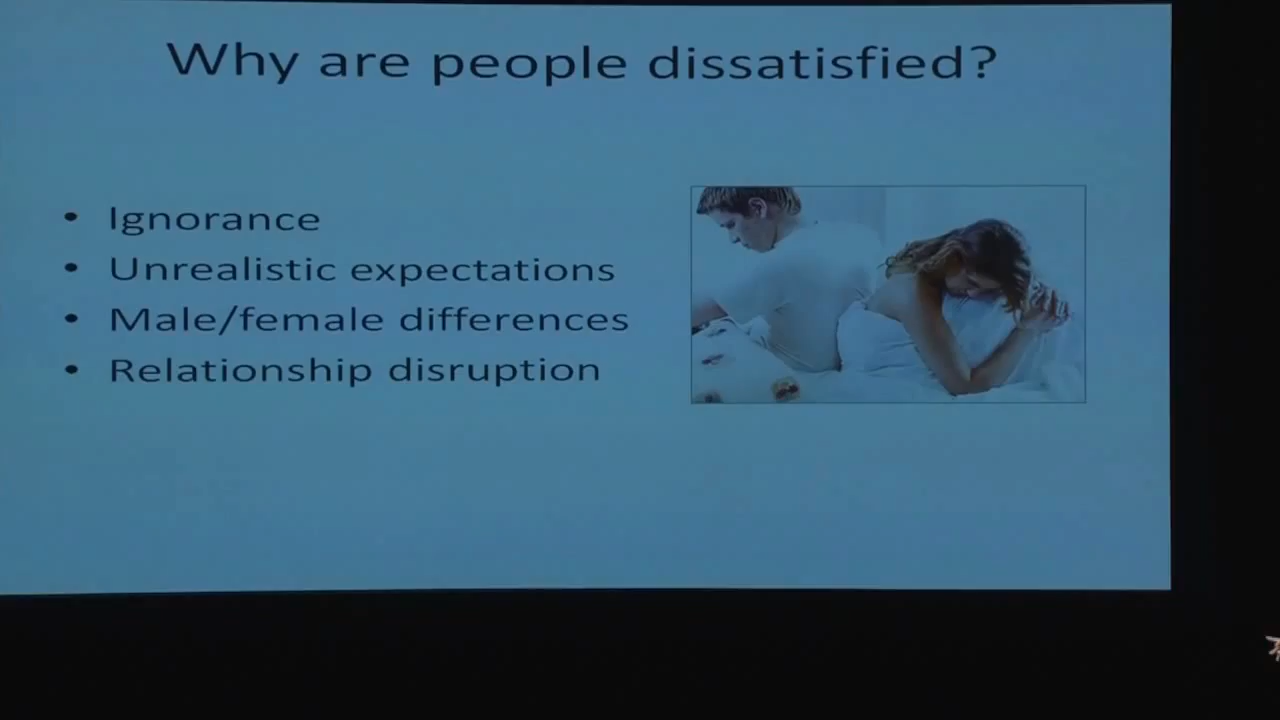 Why are people dissatisfied?
• Ignorance
• Unrealistic expectations
• Male/female differences
• Relationship disruption